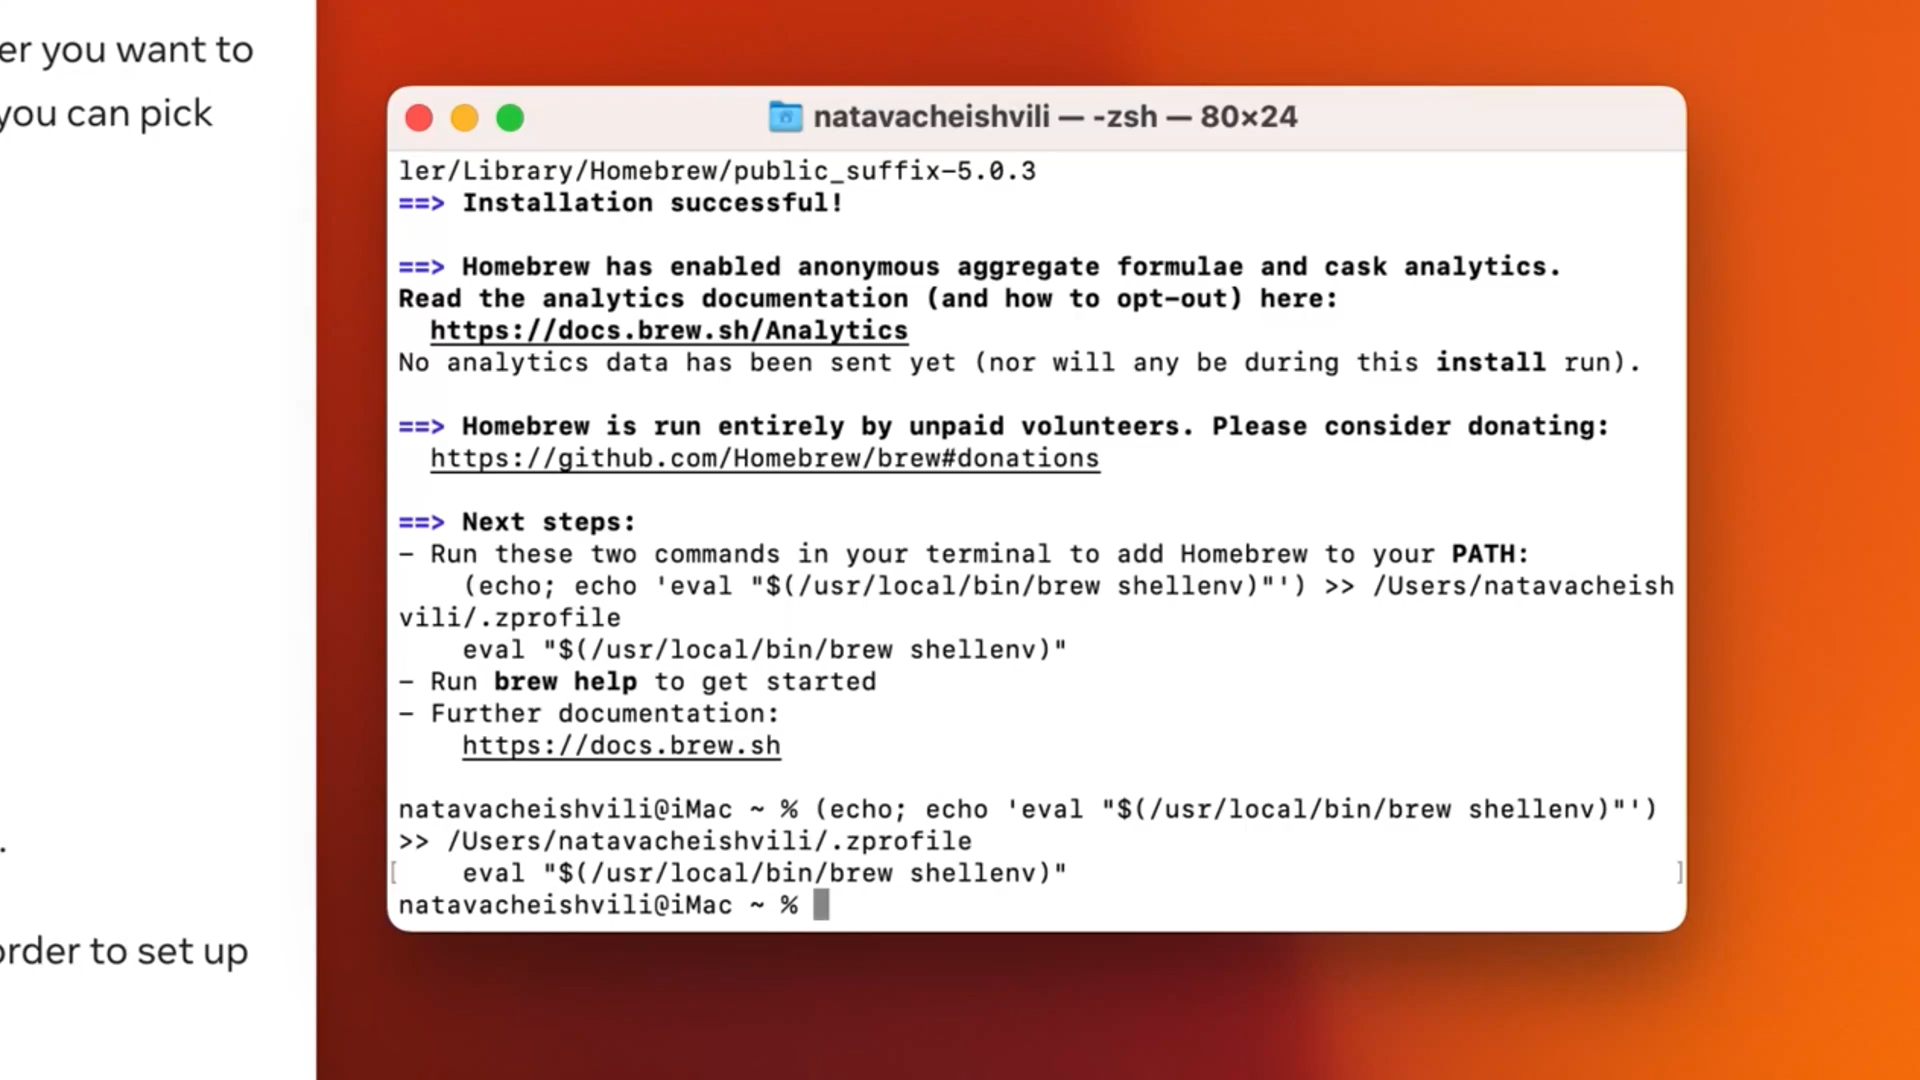 er you want to
you can pick
.
order to set up
natavacheishvili — -zsh — 80×24
ler/Library/Homebrew/public_suffix-5.0.3
==> Installation successful!
==> Homebrew has enabled anonymous aggregate formulae and cask analytics.
Read the analytics documentation (and how to opt-out) here:
https://docs.brew.sh/Analytics
No analytics data has been sent yet (nor will any be during this install run).
==> Homebrew is run entirely by unpaid volunteers. Please consider donating:
https://github.com/Homebrew/brew#donations
==> Next steps:
- Run these two commands in your terminal to add Homebrew to your PATH:
(echo; echo 'eval "$(/usr/local/bin/brew shellenv)"') >> /Users/natavacheish
vili/.zprofile
eval "$(/usr/local/bin/brew shellenv)"
- Run brew help to get started
- Further documentation:
https://docs.brew.sh
natavacheishvili@iMac ~ % (echo; echo 'eval "$(/usr/local/bin/brew shellenv)"')
>> /Users/natavacheishvili/.zprofile
[    eval "$(/usr/local/bin/brew shellenv)" ]
natavacheishvili@iMac ~ %